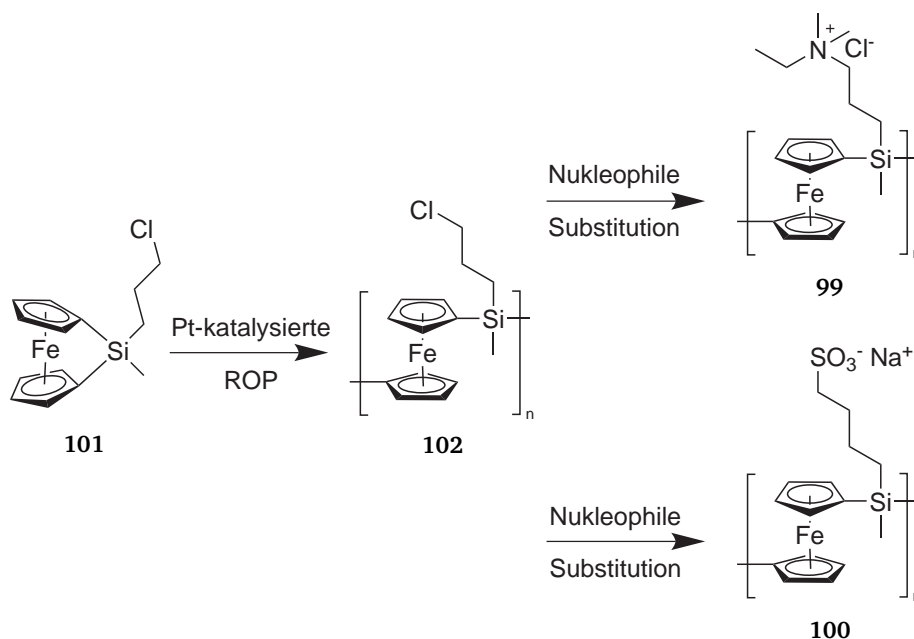 N+
Cl-
Si
Fe
n
99
Nukleophile
Substitution
Cl
Si
Fe
n
102
Cl
Fe
Si
101
Pt-katalysierte
ROP
SO3- Na+
Si
Fe
n
100
Nukleophile
Substitution